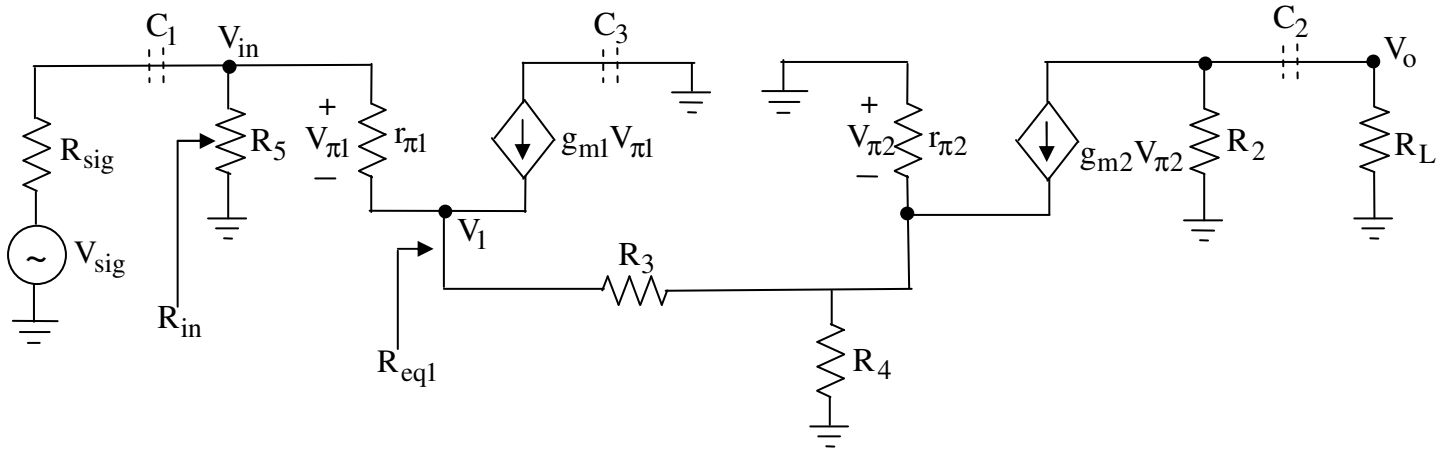 C1
Vin
C3
C2
Vo
Rsig
R5
+
Vπ1
−
rπ1
gm1Vπ1
+
Vπ2
−
rπ2
gm2Vπ2
R2
RL
~
Vsig
V1
R3
Rin
Req1
R4